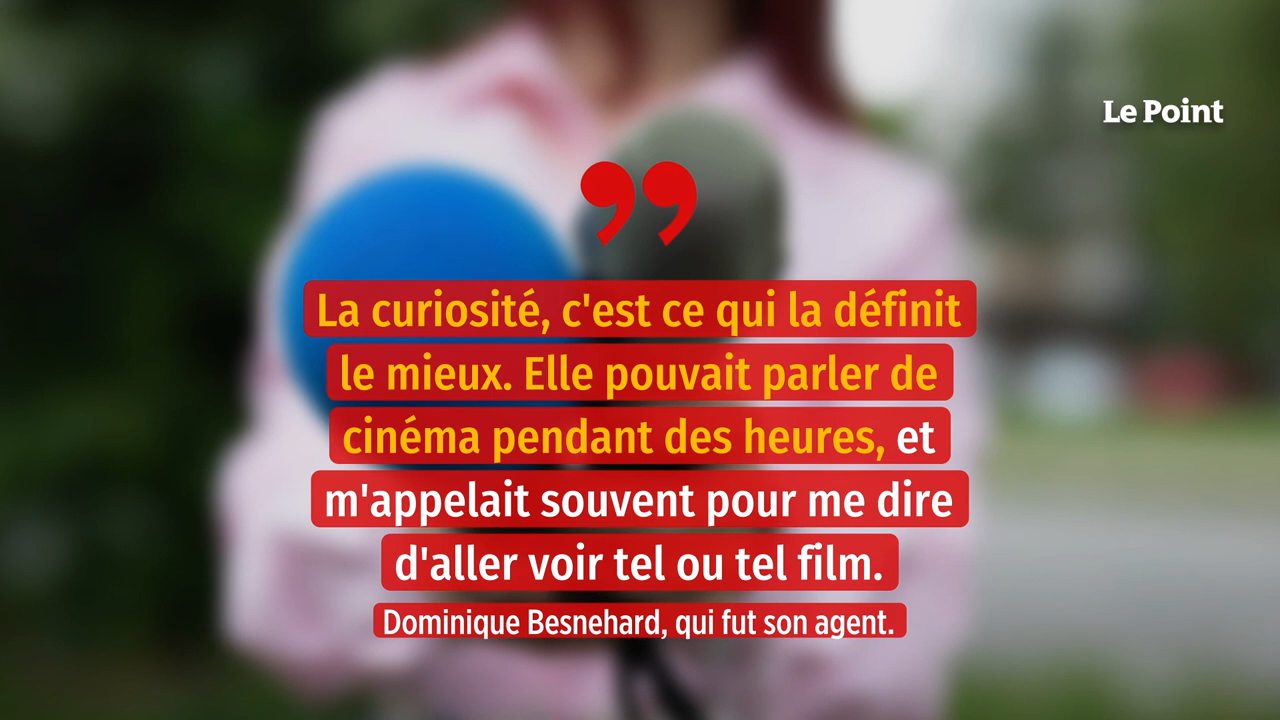 Le Point
”
La curiosité, c'est ce qui la définit
le mieux. Elle pouvait parler de
cinéma pendant des heures, et
m'appelait souvent pour me dire
d'aller voir tel ou tel film.
Dominique Besnehard, qui fut son agent.